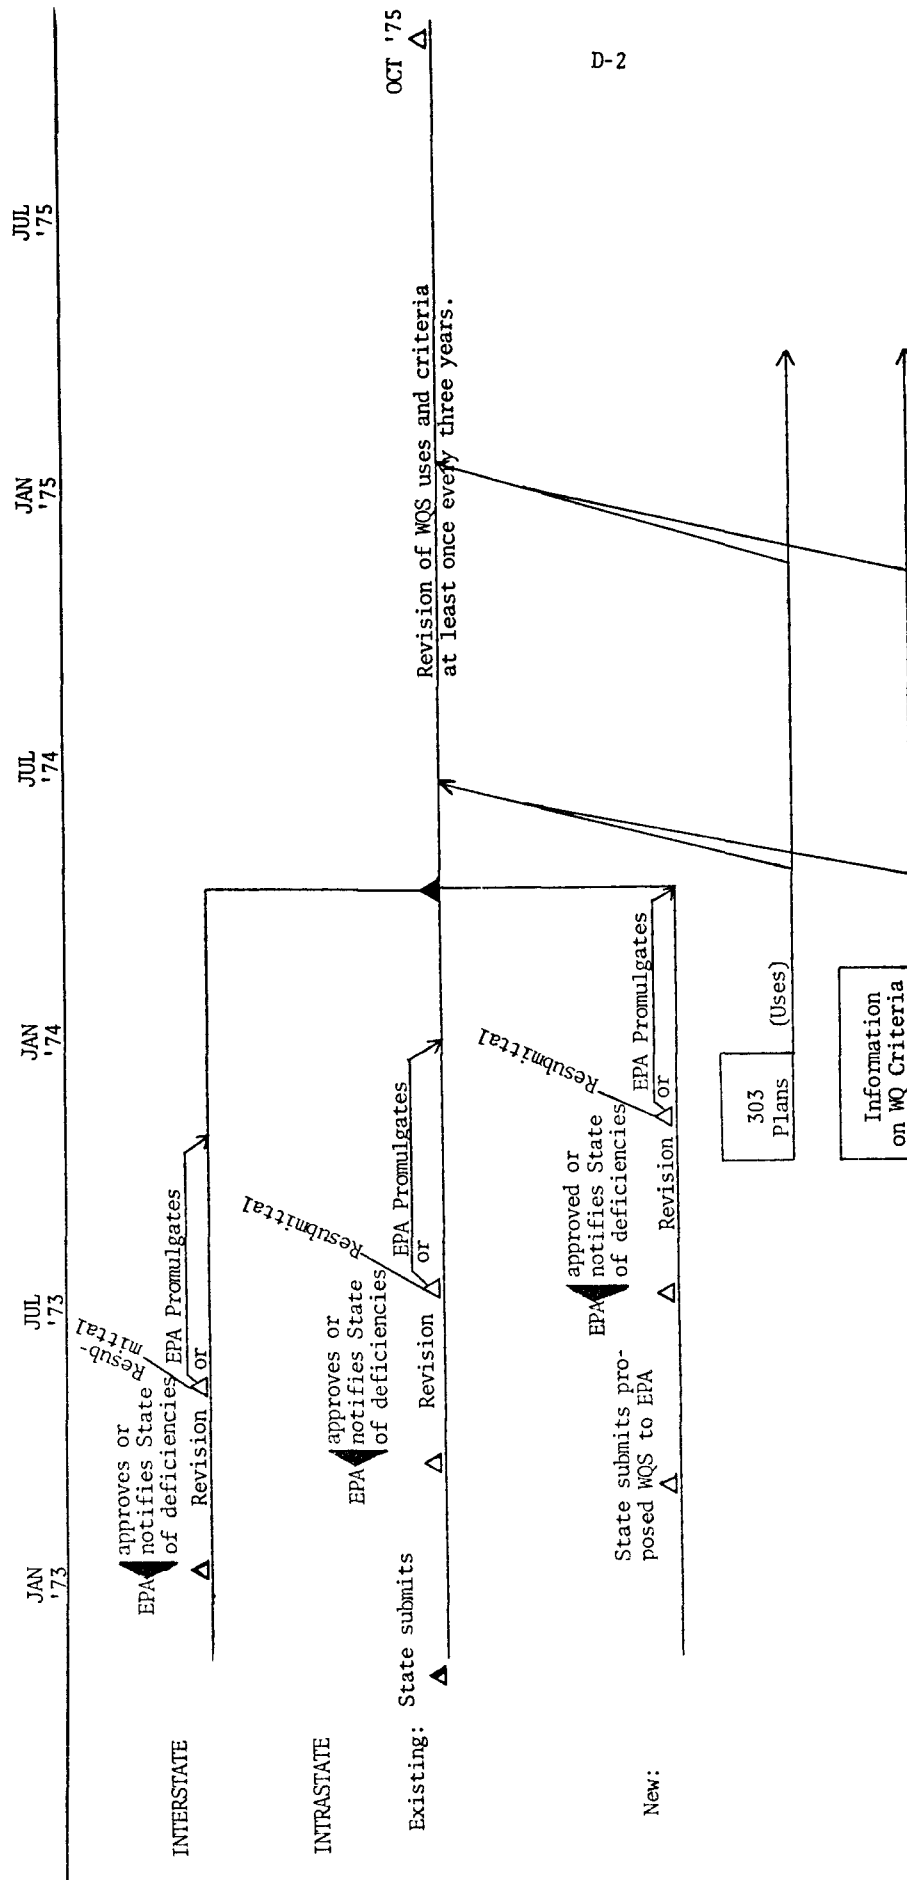 JAN
'73
JUL
'73
JAN
'74
JUL
'74
JAN
'75
JUL
'75
INTERSTATE
EPA
approves or
notifies State
of deficiencies
Revision
Resub-
mittal
or
EPA Promulgates
INTRASTATE
Existing:
State submits
EPA
approves or
notifies State
of deficiencies
Revision
Resubmittal
or
EPA Promulgates
Revision of WQS uses and criteria
at least once every three years.
OCT '75
New:
State submits pro-
posed WQS to EPA
EPA
approved or
notifies State
of deficiencies
Revision
Resubmittal
or
EPA Promulgates
303
Plans
(Uses)
Information
on WQ Criteria
D-2